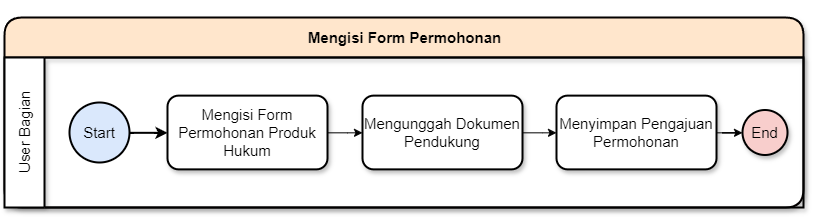 Mengisi Form Permohonan
User Bagian
Start
Mengisi Form
Permohonan Produk
Hukum
Mengunggah Dokumen
Pendukung
Menyimpan Pengajuan
Permohonan
End